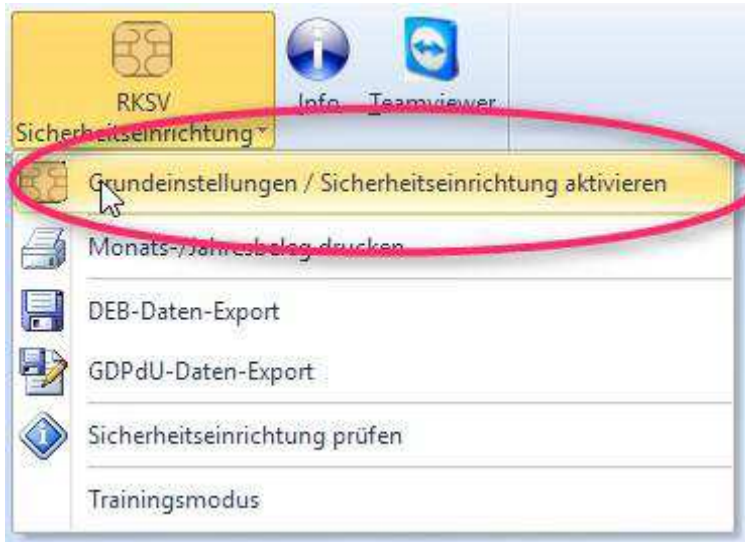 RKSV
Sicherheitseinrichtung
Info
Teamviewer
Grundeinstellungen / Sicherheitseinrichtung aktivieren
Monats-/Jahresbeleg drucken
DEB-Daten-Export
GDPdU-Daten-Export
Sicherheitseinrichtung prüfen
Trainingsmodus